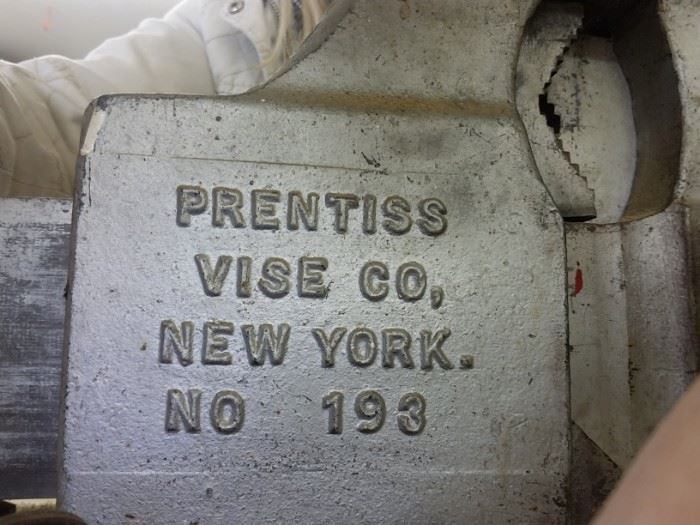 PRENTISS
VISE CO,
NEW YORK.
NO 193